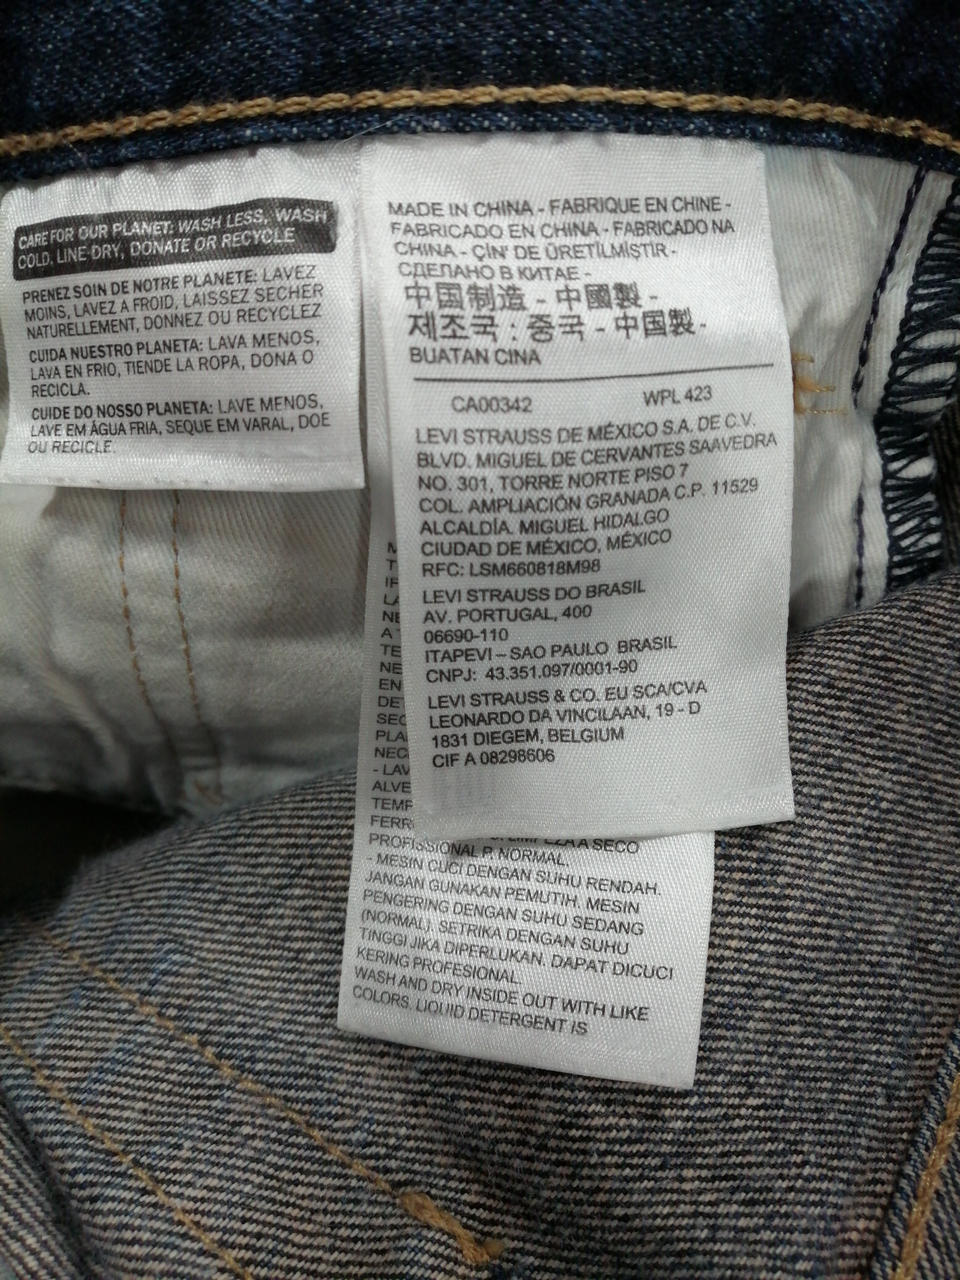 CARE FOR OUR PLANET: WASH LESS, WASH
COLD, LINE DRY, DONATE OR RECYCLE
PRENEZ SOIN DE NOTRE PLANETE: LAVEZ
MOINS, LAVEZ A FROID, LAISSEZ SECHER
NATURELLEMENT, DONNEZ OU RECYCLEZ
CUIDA NUESTRO PLANETA: LAVA MENOS,
LAVA EN FRIO, TIENDE LA ROPA, DONA O
RECICLA.
CUIDE DO NOSSO PLANETA: LAVE MENOS,
LAVE EM ÁGUA FRIA, SEQUE EM VARAL, DOE
OU RECICLE.
MADE IN CHINA - FABRIQUE EN CHINE -
FABRICADO EN CHINA - FABRICADO NA
CHINA - ÇİN' DE ÜRETİLMİŞTİR -
СДЕЛАНО В КИТАЕ -
中国制造 - 中國製 -
제조국 : 중국 - 中国製 -
BUATAN CINA
CA00342 WPL 423
LEVI STRAUSS DE MÉXICO S.A. DE C.V.
BLVD. MIGUEL DE CERVANTES SAAVEDRA
NO. 301, TORRE NORTE PISO 7
COL. AMPLIACIÓN GRANADA C.P. 11529
ALCALDÍA. MIGUEL HIDALGO
CIUDAD DE MÉXICO, MÉXICO
RFC: LSM660818M98
LEVI STRAUSS DO BRASIL
AV. PORTUGAL, 400
06690-110
ITAPEVI – SAO PAULO BRASIL
CNPJ: 43.351.097/0001-90
LEVI STRAUSS & CO. EU SCA/CVA
LEONARDO DA VINCILAAN, 19 - D
1831 DIEGEM, BELGIUM
CIF A 08298606
A SECO
PROFISSIONAL P, NORMAL.
- MESIN CUCI DENGAN SUHU RENDAH.
JANGAN GUNAKAN PEMUTIH. MESIN
PENGERING DENGAN SUHU SEDANG
(NORMAL). SETRIKA DENGAN SUHU
TINGGI JIKA DIPERLUKAN. DAPAT DICUCI
KERING PROFESIONAL.
WASH AND DRY INSIDE OUT WITH LIKE
COLORS. LIQUID DETERGENT IS